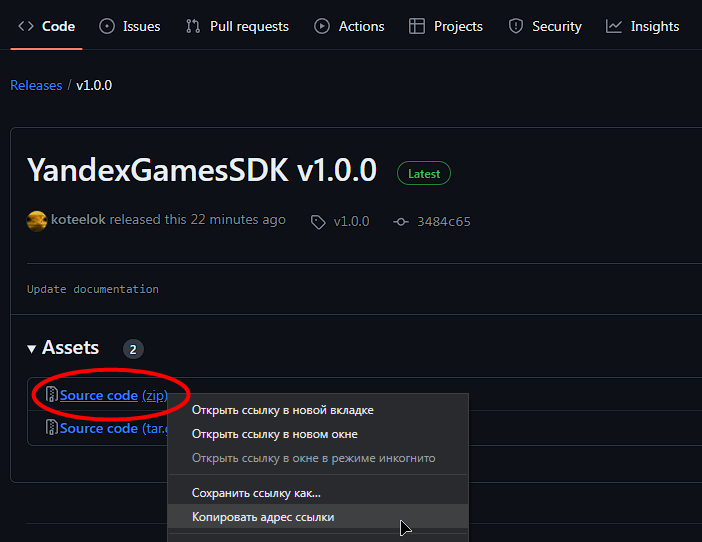 Code Issues Pull requests Actions Projects Security Insights
Releases / v1.0.0
YandexGamesSDK v1.0.0 Latest
koteelok released this 22 minutes ago v1.0.0 3484c65
Update documentation
Assets 2
Source code (zip)
Открыть ссылку в новой вкладке
Source code (tar.g
Открыть ссылку в новом окне
Открыть ссылку в окне в режиме инкогнито
Сохранить ссылку как...
Копировать адрес ссылки